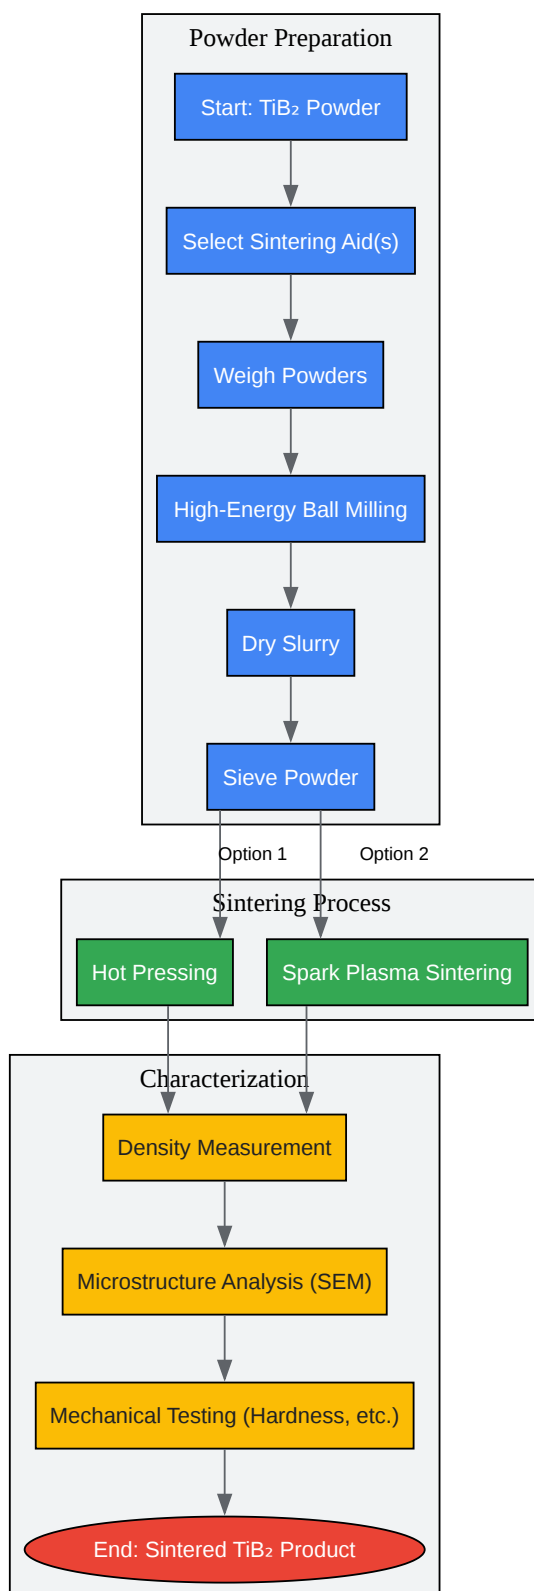 Powder Preparation
Start: TiB₂ Powder
Select Sintering Aid(s)
Weigh Powders
High-Energy Ball Milling
Dry Slurry
Sieve Powder
Option 1
Option 2
Sintering Process
Hot Pressing
Spark Plasma Sintering
Characterization
Density Measurement
Microstructure Analysis (SEM)
Mechanical Testing (Hardness, etc.)
End: Sintered TiB₂ Product